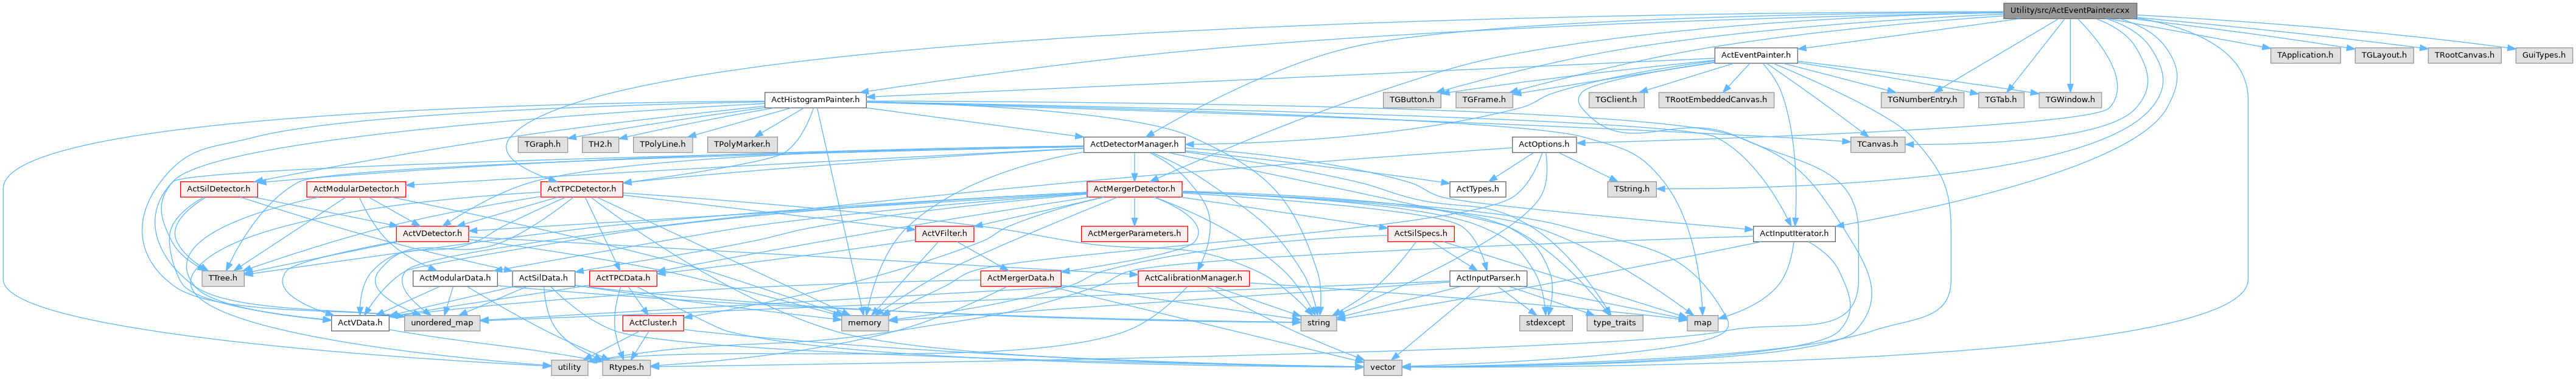 Utility/src/ActEventPainter.cxx
ActEventPainter.h
TApplication.h
TGLayout.h
TRootCanvas.h
GuiTypes.h
ActHistogramPainter.h
TGButton.h
TGFrame.h
TGClient.h
TRootEmbeddedCanvas.h
TGNumberEntry.h
TGTab.h
TGWindow.h
TGraph.h
TH2.h
TPolyLine.h
TPolyMarker.h
ActDetectorManager.h
ActOptions.h
TCanvas.h
ActSilDetector.h
ActModularDetector.h
ActTPCDetector.h
ActMergerDetector.h
ActTypes.h
TString.h
ActVDetector.h
ActVFilter.h
ActMergerParameters.h
ActSilSpecs.h
ActInputIterator.h
TTree.h
ActModularData.h
ActSilData.h
ActTPCData.h
ActMergerData.h
ActCalibrationManager.h
ActInputParser.h
ActVData.h
unordered_map
ActCluster.h
memory
string
stdexcept
type_traits
map
utility
Rtypes.h
vector